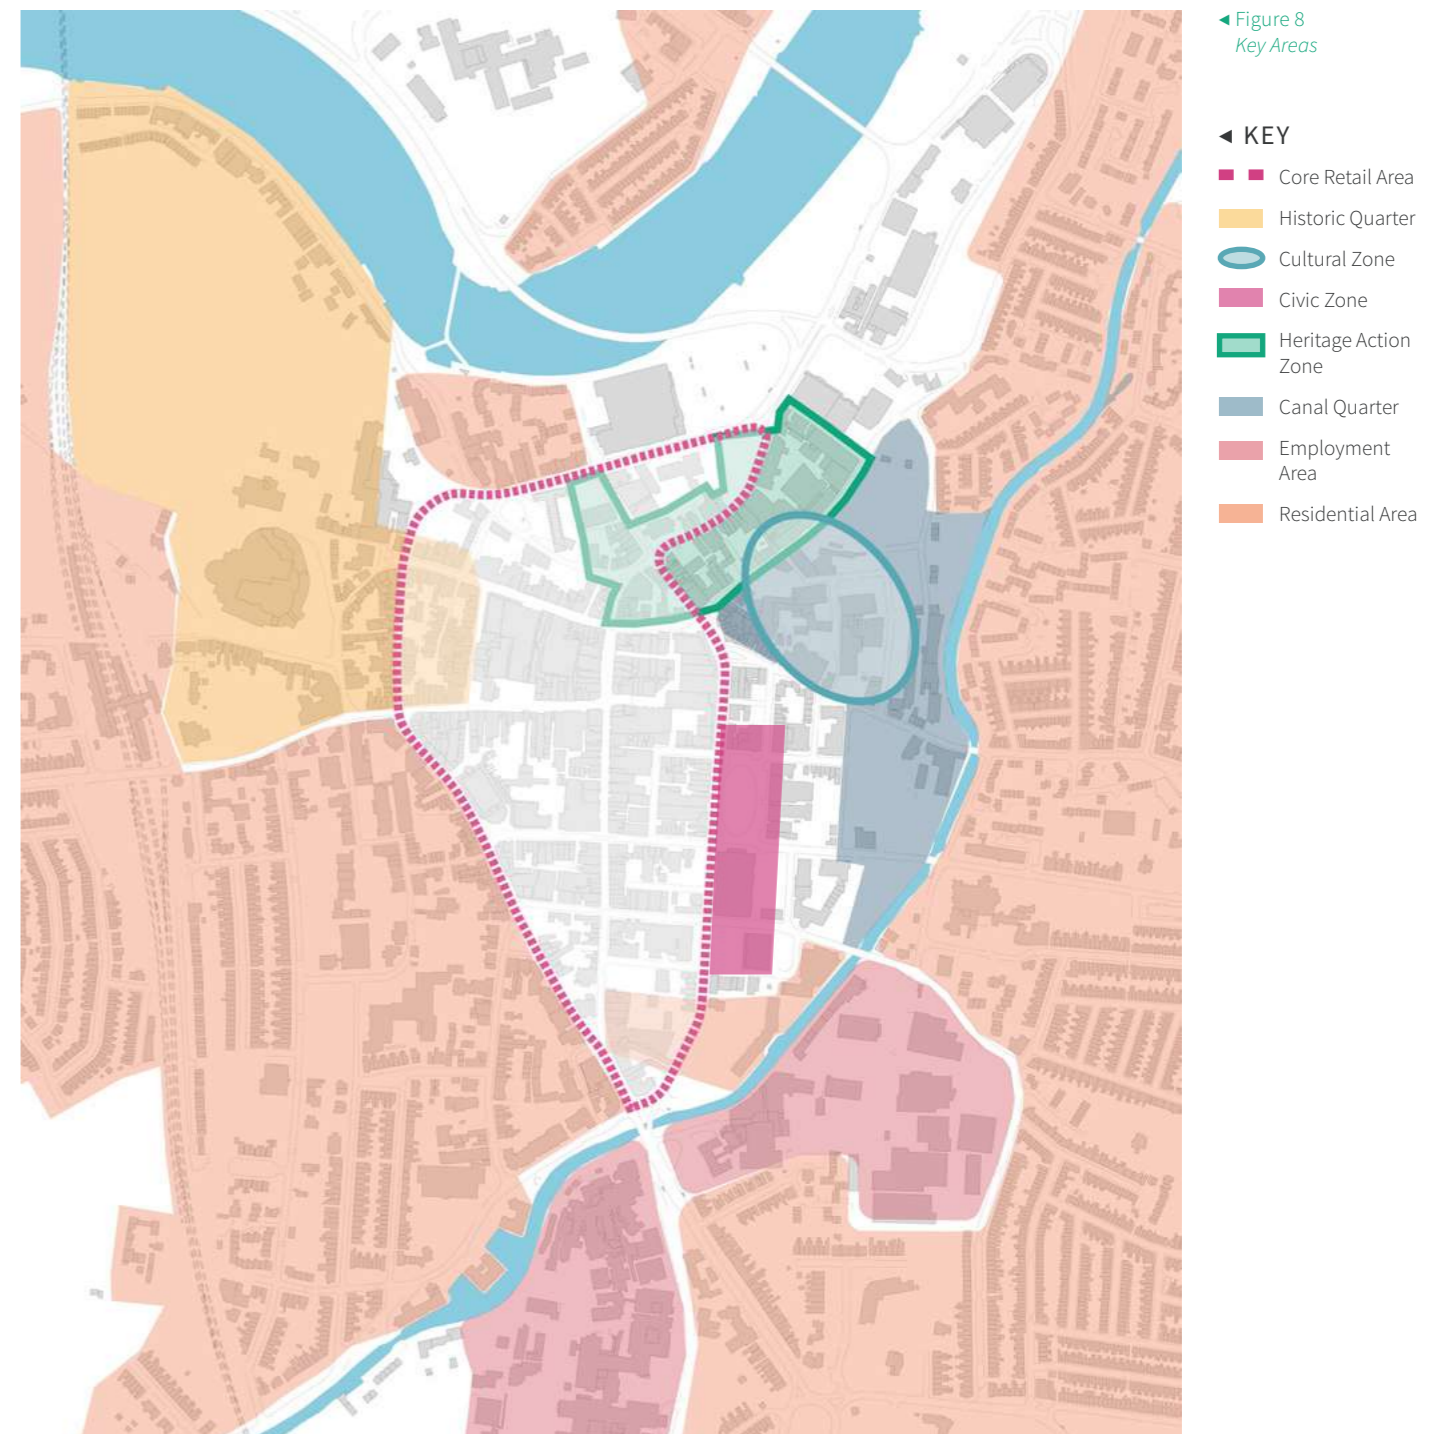 ◄ Figure 8
Key Areas
◄ KEY
Core Retail Area
Historic Quarter
Cultural Zone
Civic Zone
Heritage Action
Zone
Canal Quarter
Employment
Area
Residential Area